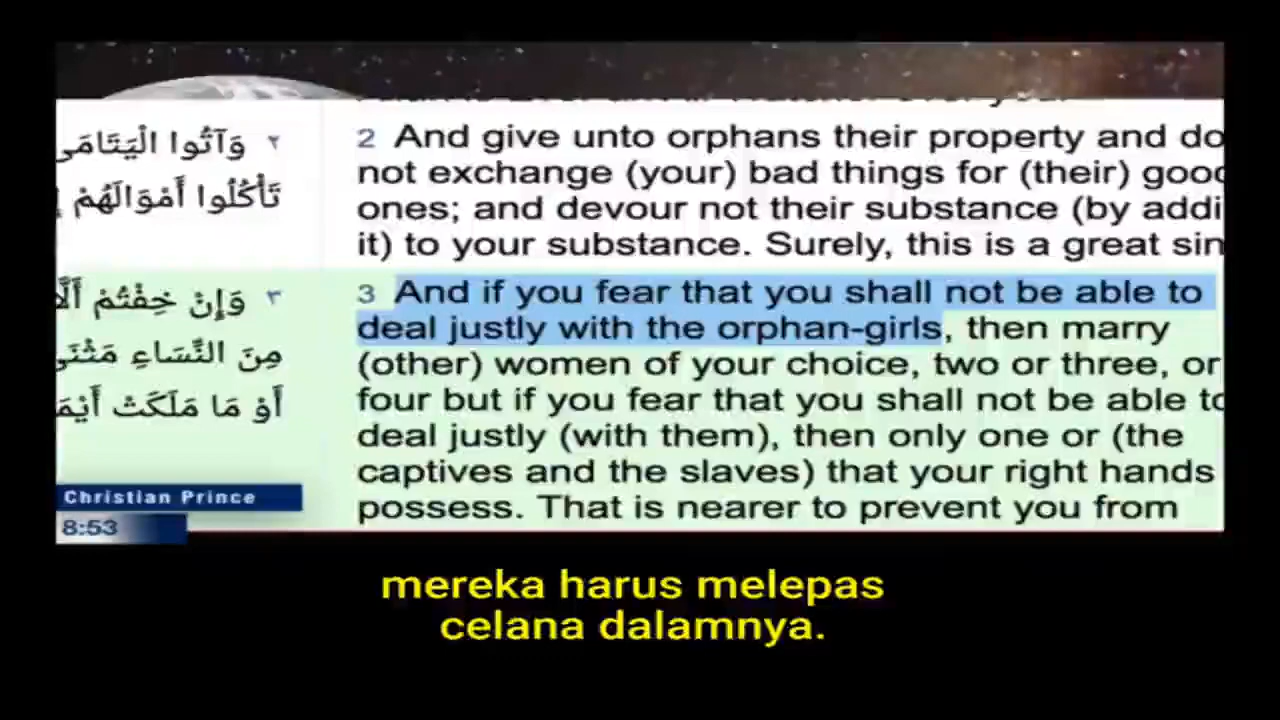 ٢ وَآتُوا الْيَتَامَى
تَأْكُلُوا أَمْوَالَهُمْ
2 And give unto orphans their property and do
not exchange (your) bad things for (their) good
ones; and devour not their substance (by addi
it) to your substance. Surely, this is a great sin
٣ وَإِنْ خِفْتُمْ
مِنَ النِّسَاءِ مَثْنَى
أَوْ مَا مَلَكَتْ
3 And if you fear that you shall not be able to
deal justly with the orphan-girls, then marry
(other) women of your choice, two or three, or
four but if you fear that you shall not be able to
deal justly (with them), then only one or (the
captives and the slaves) that your right hands
possess. That is nearer to prevent you from
Christian Prince
8:53
mereka harus melepas
celana dalamnya.